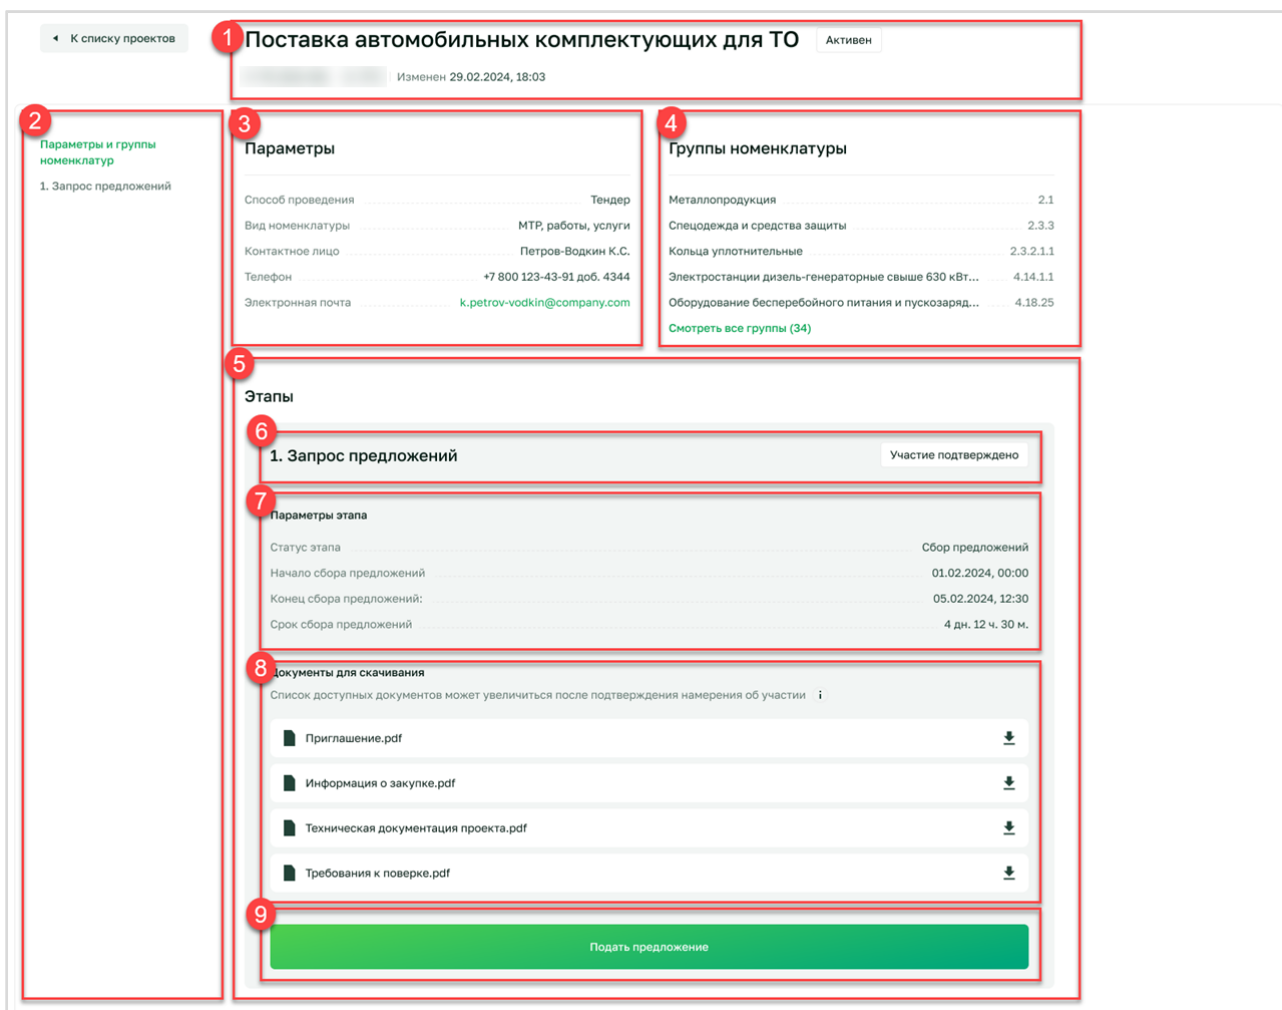 К списку проектов
1
Поставка автомобильных комплектующих для ТО
Активен
Изменен 29.02.2024, 18:03
2
Параметры и группы
номенклатур
1. Запрос предложений
3
Параметры
Способ проведения Тендер
Вид номенклатуры МТР, работы, услуги
Контактное лицо Петров-Водкин К.С.
Телефон +7 800 123-43-91 доб. 4344
Электронная почта k.petrov-vodkin@company.com
4
Группы номенклатуры
Металлопродукция 2.1
Спецодежда и средства защиты 2.3.3
Кольца уплотнительные 2.3.2.1.1
Электростанции дизель-генераторные свыше 630 кВт... 4.14.1.1
Оборудование бесперебойного питания и пускозаряд... 4.18.25
Смотреть все группы (34)
5
Этапы
6
1. Запрос предложений
Участие подтверждено
7
Параметры этапа
Статус этапа Сбор предложений
Начало сбора предложений 01.02.2024, 00:00
Конец сбора предложений: 05.02.2024, 12:30
Срок сбора предложений 4 дн. 12 ч. 30 м.
8
Документы для скачивания
Список доступных документов может увеличиться после подтверждения намерения об участии i
Приглашение.pdf
Информация о закупке.pdf
Техническая документация проекта.pdf
Требования к поверке.pdf
9
Подать предложение